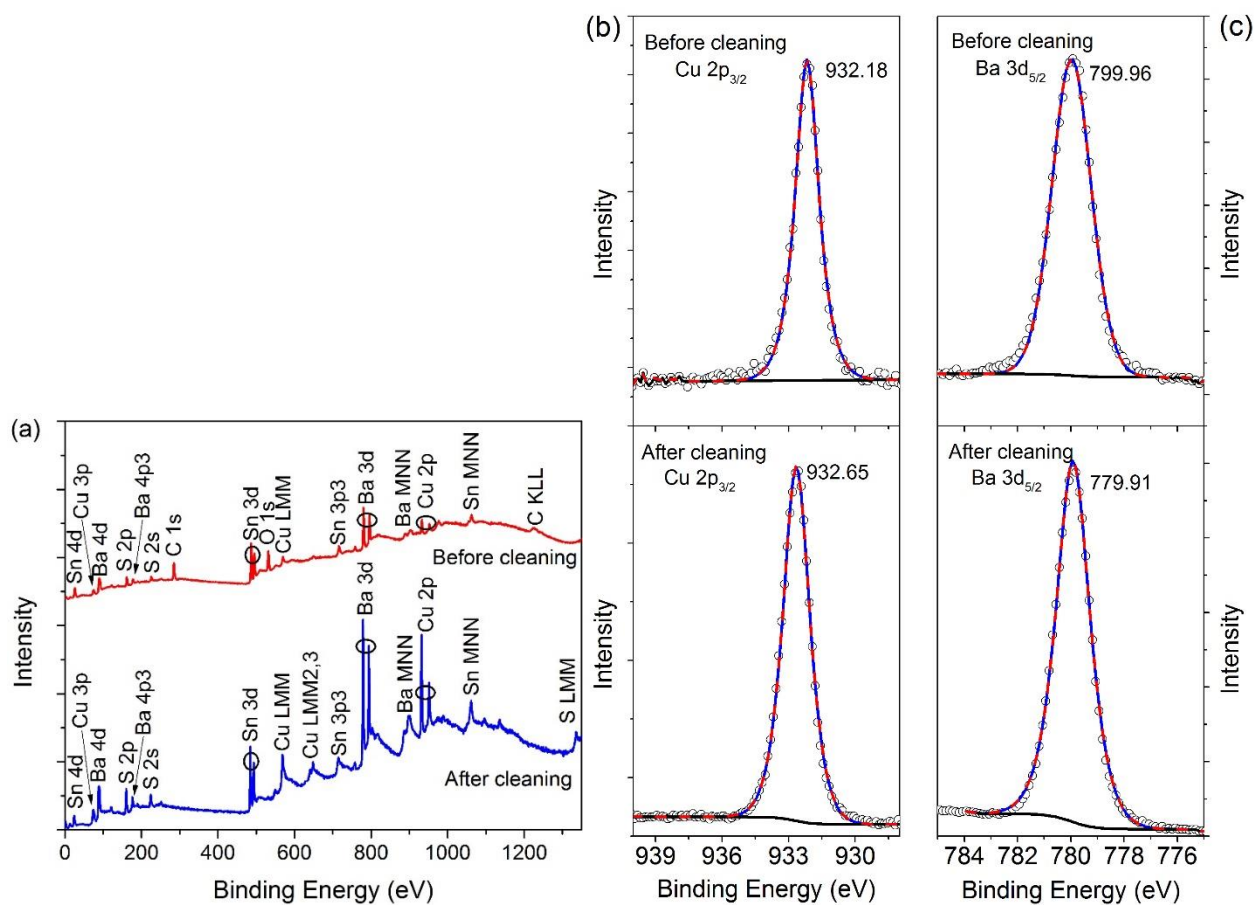 (a)
Sn 4d
Cu 3p
Ba 4d
S 2p
Ba 4p3
S 2s
C 1s
Sn 3d
O 1s
Cu LMM
Sn 3p3
Ba 3d
Ba MNN
Cu 2p
Sn MNN
C KLL
Before cleaning
Sn 4d
Cu 3p
Ba 4d
S 2p
Ba 4p3
S 2s
Sn 3d
Cu LMM
Cu LMM2,3
Sn 3p3
Ba 3d
Ba MNN
Cu 2p
Sn MNN
S LMM
After cleaning
Intensity
0 200 400 600 800 1000 1200
Binding Energy (eV)
(b)
Before cleaning
Cu 2p3/2
932.18
Intensity
After cleaning
Cu 2p3/2
932.65
Intensity
939 936 933 930
Binding Energy (eV)
(c)
Before cleaning
Ba 3d5/2
799.96
Intensity
After cleaning
Ba 3d5/2
779.91
Intensity
784 782 780 778 776
Binding Energy (eV)